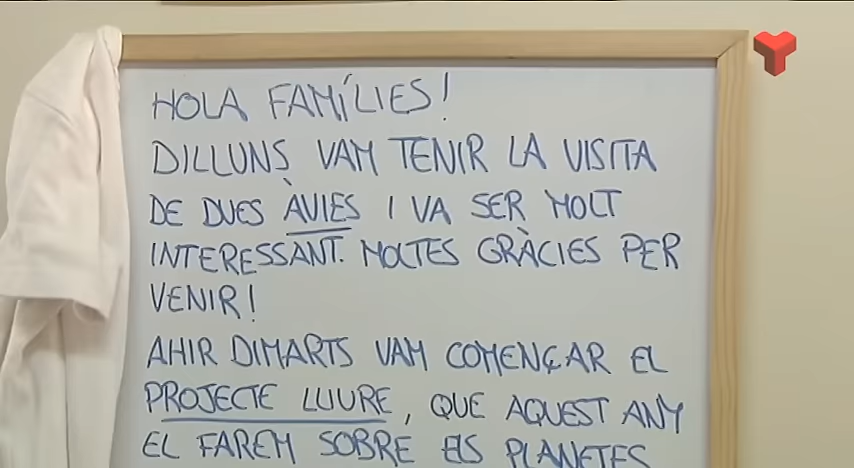 HOLA FAMÍLIES!
DILLUNS VAM TENIR LA VISITA
DE DUES ÀVIES I VA SER MOLT
INTERESSANT. MOLTES GRÀCIES PER
VENIR!
AHIR DIMARTS VAM COMENÇAR EL
PROJECTE LLIURE, QUE AQUEST ANY
EL FAREM SOBRE ELS PLANETES